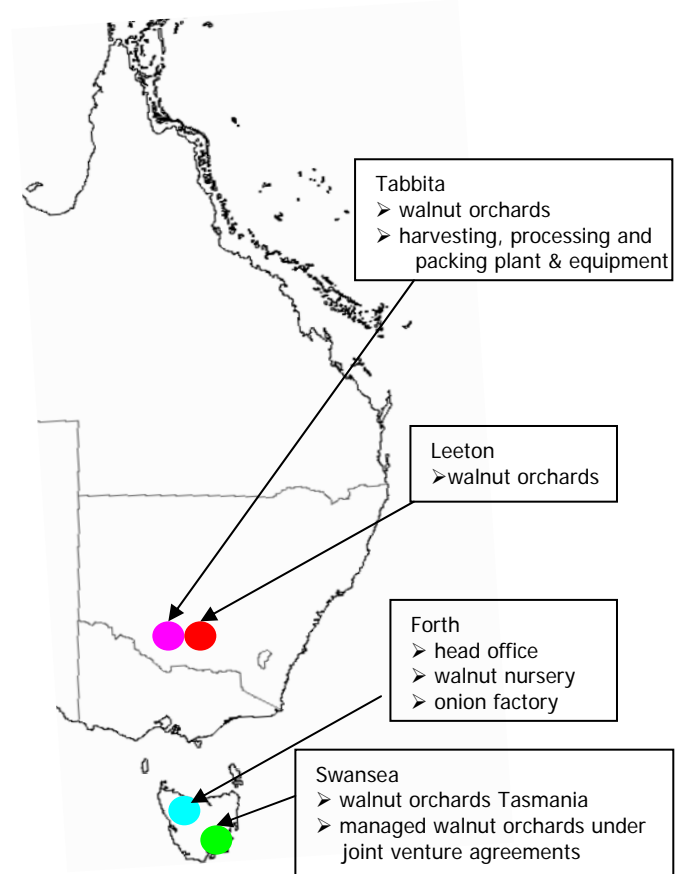 Tabbita
➢ walnut orchards
➢ harvesting, processing and
packing plant & equipment
Leeton
➢walnut orchards
Forth
➢ head office
➢ walnut nursery
➢ onion factory
Swansea
➢ walnut orchards Tasmania
➢ managed walnut orchards under
joint venture agreements